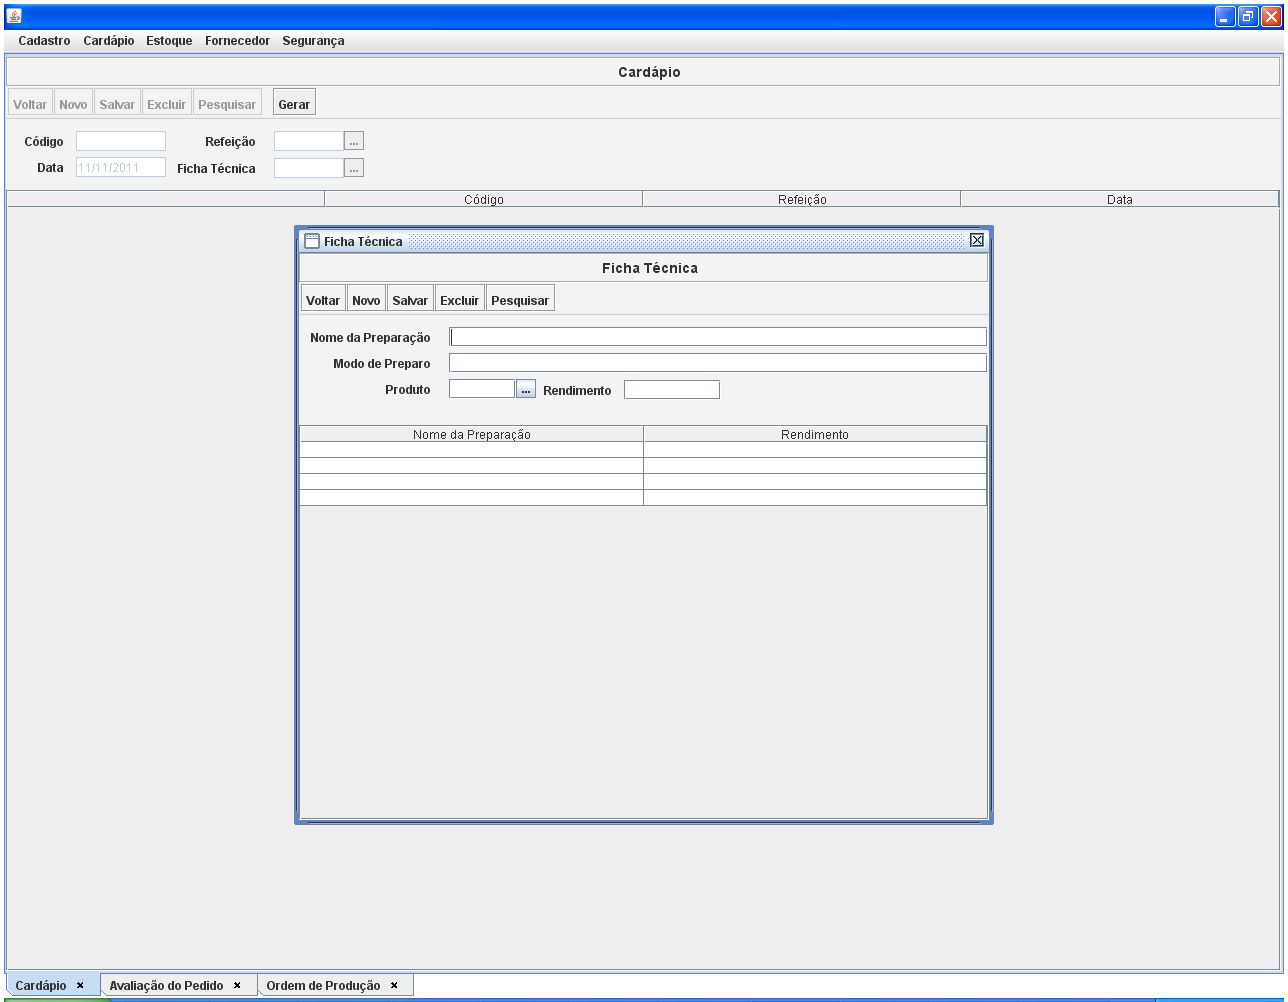 Cadastro Cardápio Estoque Fornecedor Segurança
Cardápio
Voltar Novo Salvar Excluir Pesquisar Gerar
Código Refeição ...
Data 11/11/2011 Ficha Técnica ...
Código Refeição Data
Ficha Técnica
Ficha Técnica
Voltar Novo Salvar Excluir Pesquisar
Nome da Preparação
Modo de Preparo
Produto ... Rendimento
Nome da Preparação Rendimento
Cardápio × Avaliação do Pedido × Ordem de Produção ×